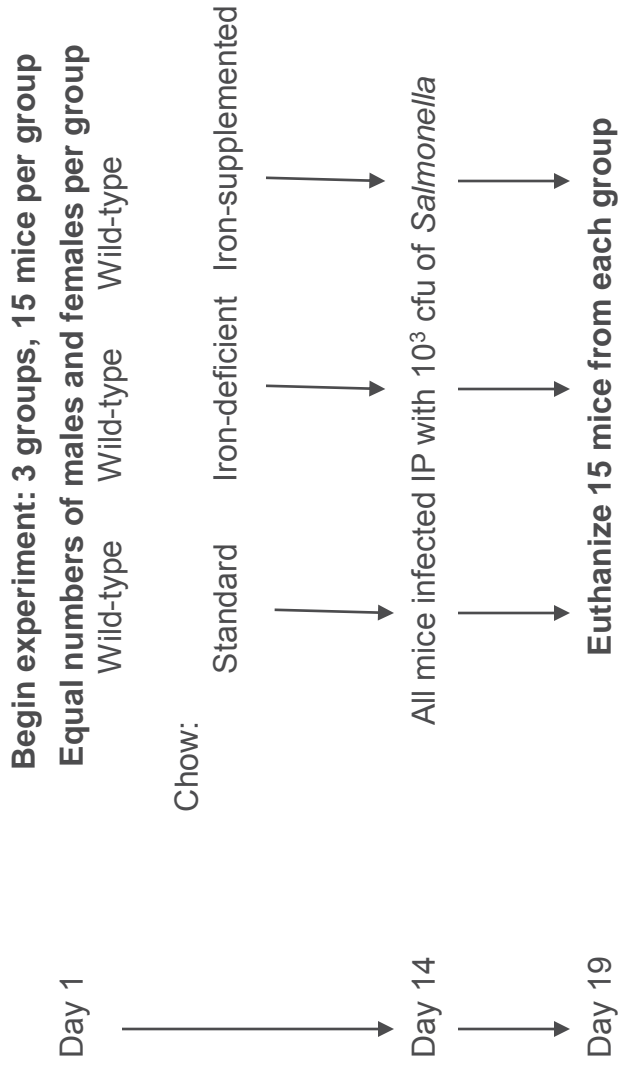 Begin experiment: 3 groups, 15 mice per group
Day 1
Equal numbers of males and females per group
Wild-type Wild-type Wild-type
Chow:
Standard Iron-deficient Iron-supplemented
Day 14
All mice infected IP with 10³ cfu of Salmonella
Day 19
Euthanize 15 mice from each group